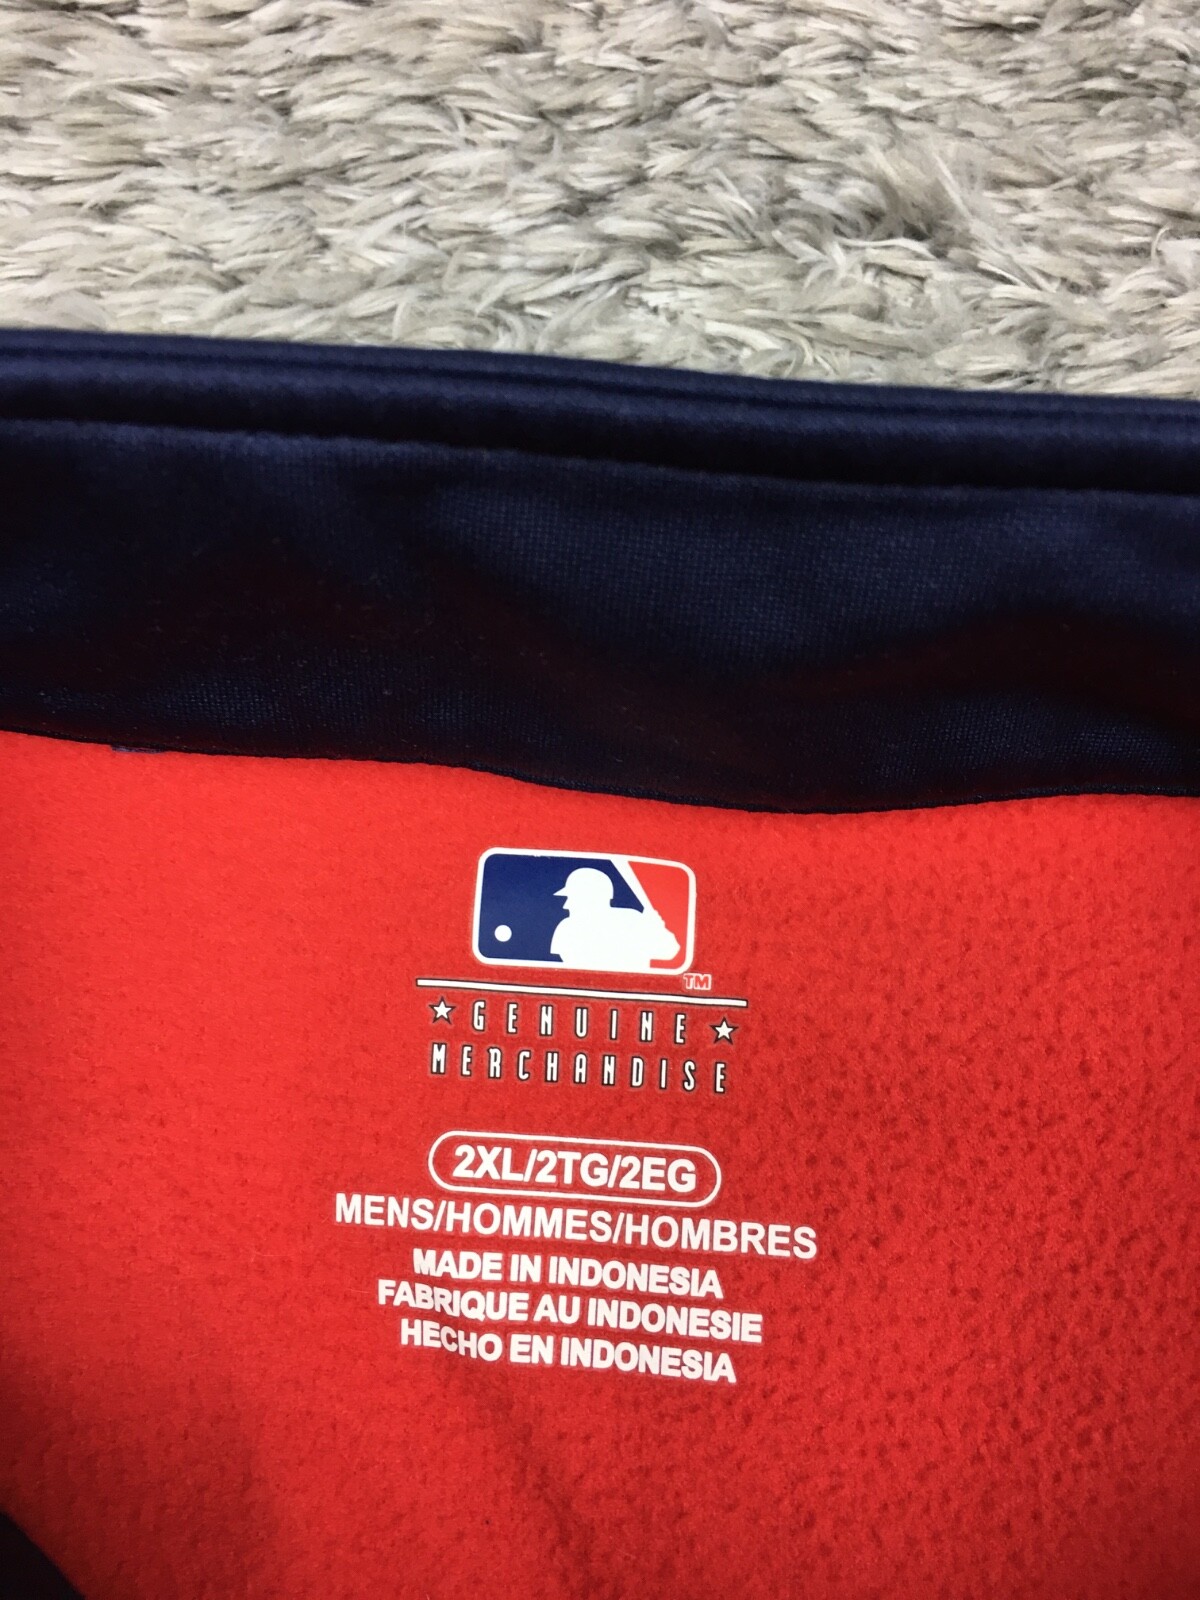 TM
GENUINE
MERCHANDISE
2XL/2TG/2EG
MENS/HOMMES/HOMBRES
MADE IN INDONESIA
FABRIQUE AU INDONESIE
HECHO EN INDONESIA